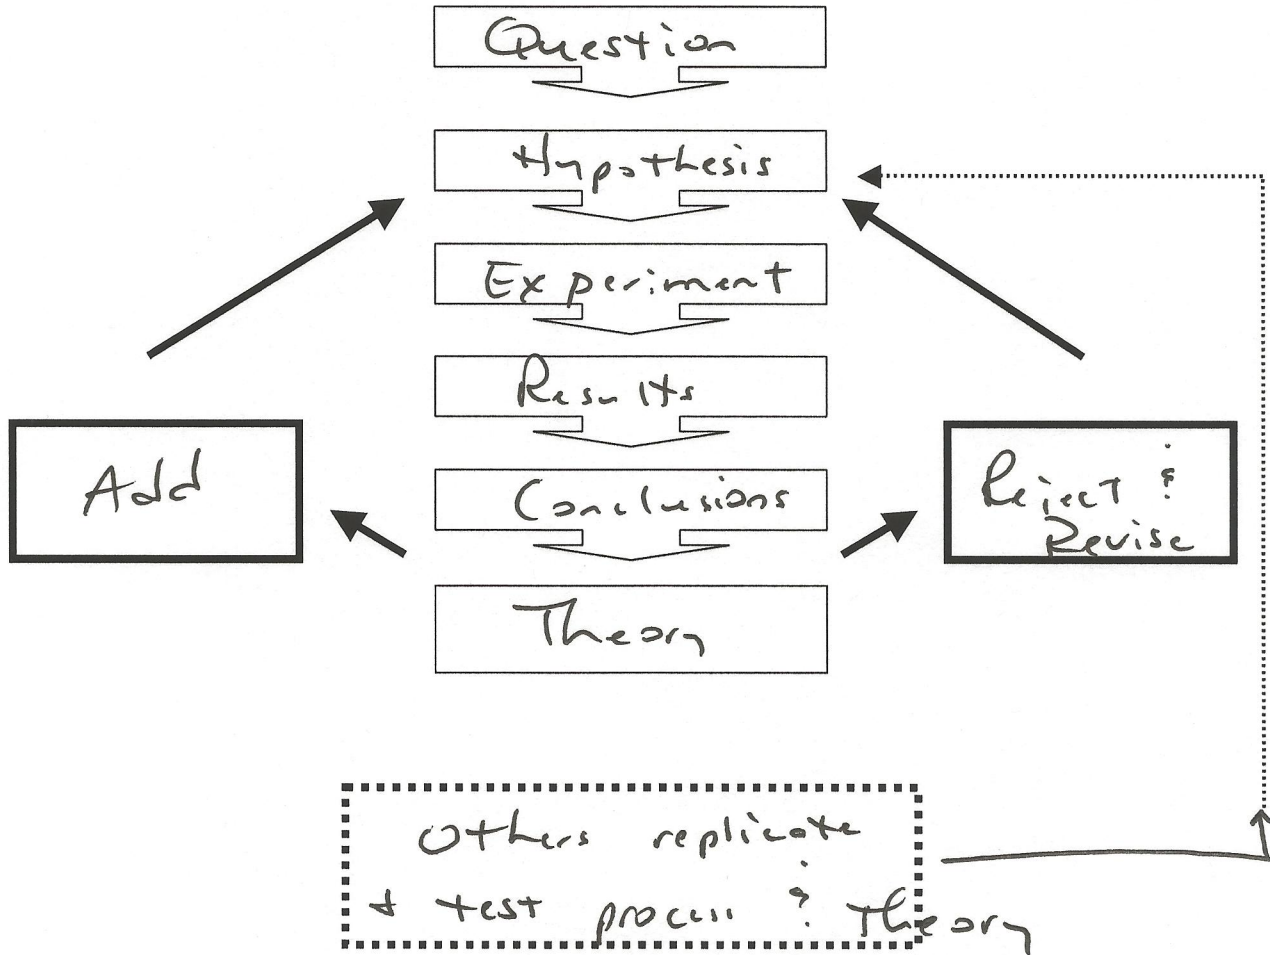 Question
Hypothesis
Experiment
Results
Conclusions
Theory
Add
Reject &
Revise
Others replicate
+ test process & Theory